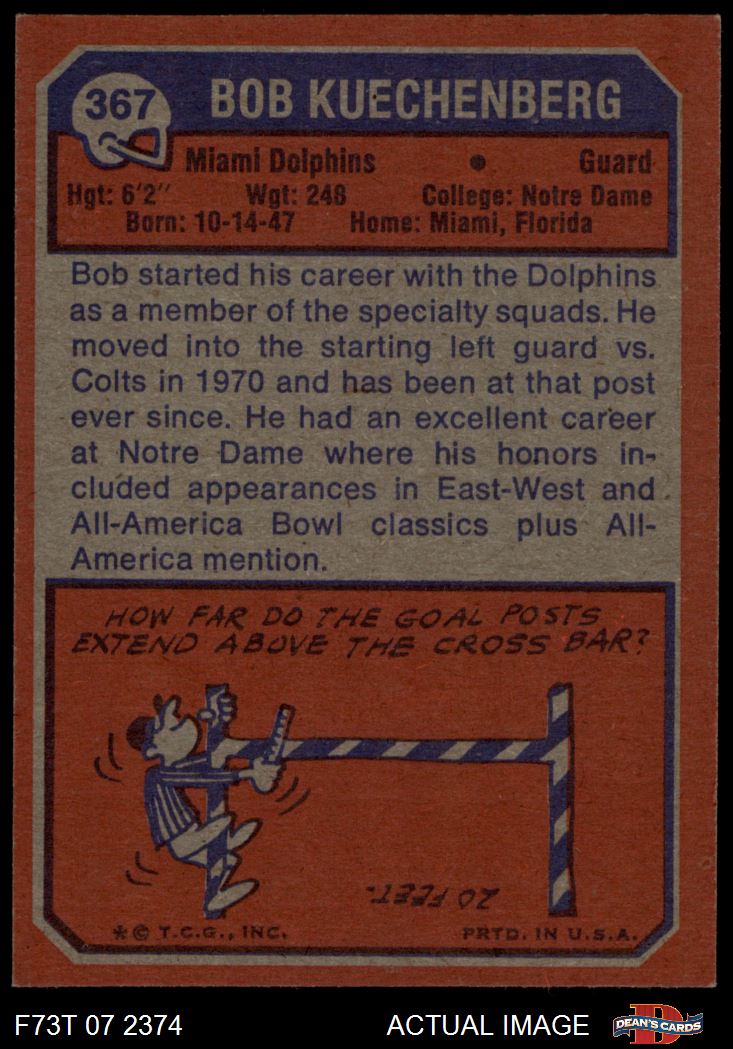 367 BOB KUECHENBERG
Miami Dolphins ● Guard
Hgt: 6'2" Wgt: 248 College: Notre Dame
Born: 10-14-47 Home: Miami, Florida
Bob started his career with the Dolphins
as a member of the specialty squads. He
moved into the starting left guard vs.
Colts in 1970 and has been at that post
ever since. He had an excellent career
at Notre Dame where his honors in-
cluded appearances in East-West and
All-America Bowl classics plus All-
America mention.
HOW FAR DO THE GOAL POSTS
EXTEND ABOVE THE CROSS BAR?
20 FEET.
*© T.C.G., INC. PRTD. IN U.S.A.
F73T 07 2374 ACTUAL IMAGE D DEAN'S CARDS